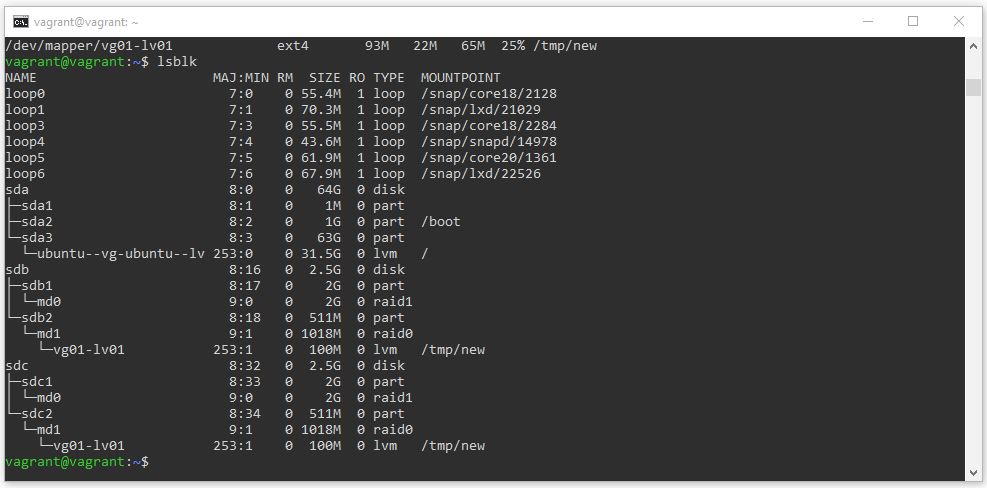 vagrant@vagrant: ~
/dev/mapper/vg01-lv01             ext4       93M   22M   65M  25% /tmp/new
vagrant@vagrant:~$ lsblk
NAME                      MAJ:MIN RM  SIZE RO TYPE  MOUNTPOINT
loop0                       7:0    0 55.4M  1 loop  /snap/core18/2128
loop1                       7:1    0 70.3M  1 loop  /snap/lxd/21029
loop3                       7:3    0 55.5M  1 loop  /snap/core18/2284
loop4                       7:4    0 43.6M  1 loop  /snap/snapd/14978
loop5                       7:5    0 61.9M  1 loop  /snap/core20/1361
loop6                       7:6    0 67.9M  1 loop  /snap/lxd/22526
sda                         8:0    0   64G  0 disk
├─sda1                      8:1    0    1M  0 part
├─sda2                      8:2    0    1G  0 part  /boot
└─sda3                      8:3    0   63G  0 part
  └─ubuntu--vg-ubuntu--lv 253:0    0 31.5G  0 lvm   /
sdb                         8:16   0  2.5G  0 disk
├─sdb1                      8:17   0    2G  0 part
│ └─md0                     9:0    0    2G  0 raid1
└─sdb2                      8:18   0  511M  0 part
  └─md1                     9:1    0 1018M  0 raid0
    └─vg01-lv01           253:1    0  100M  0 lvm   /tmp/new
sdc                         8:32   0  2.5G  0 disk
├─sdc1                      8:33   0    2G  0 part
│ └─md0                     9:0    0    2G  0 raid1
└─sdc2                      8:34   0  511M  0 part
  └─md1                     9:1    0 1018M  0 raid0
    └─vg01-lv01           253:1    0  100M  0 lvm   /tmp/new
vagrant@vagrant:~$